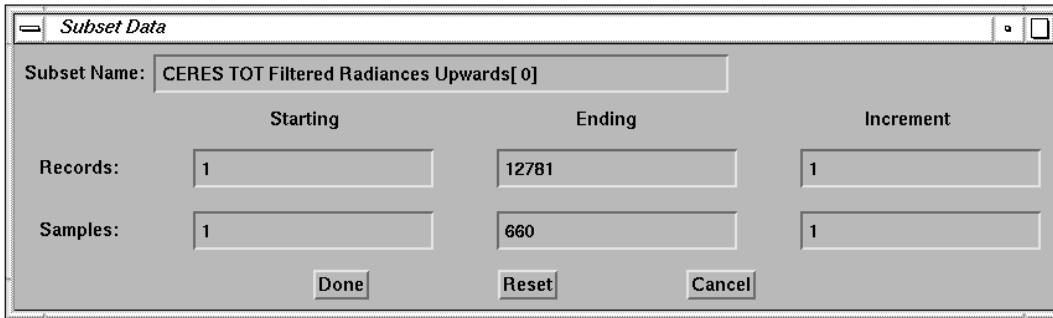 Subset Data
Subset Name: CERES TOT Filtered Radiances Upwards[ 0]
Starting Ending Increment
Records: 1 12781 1
Samples: 1 660 1
Done Reset Cancel